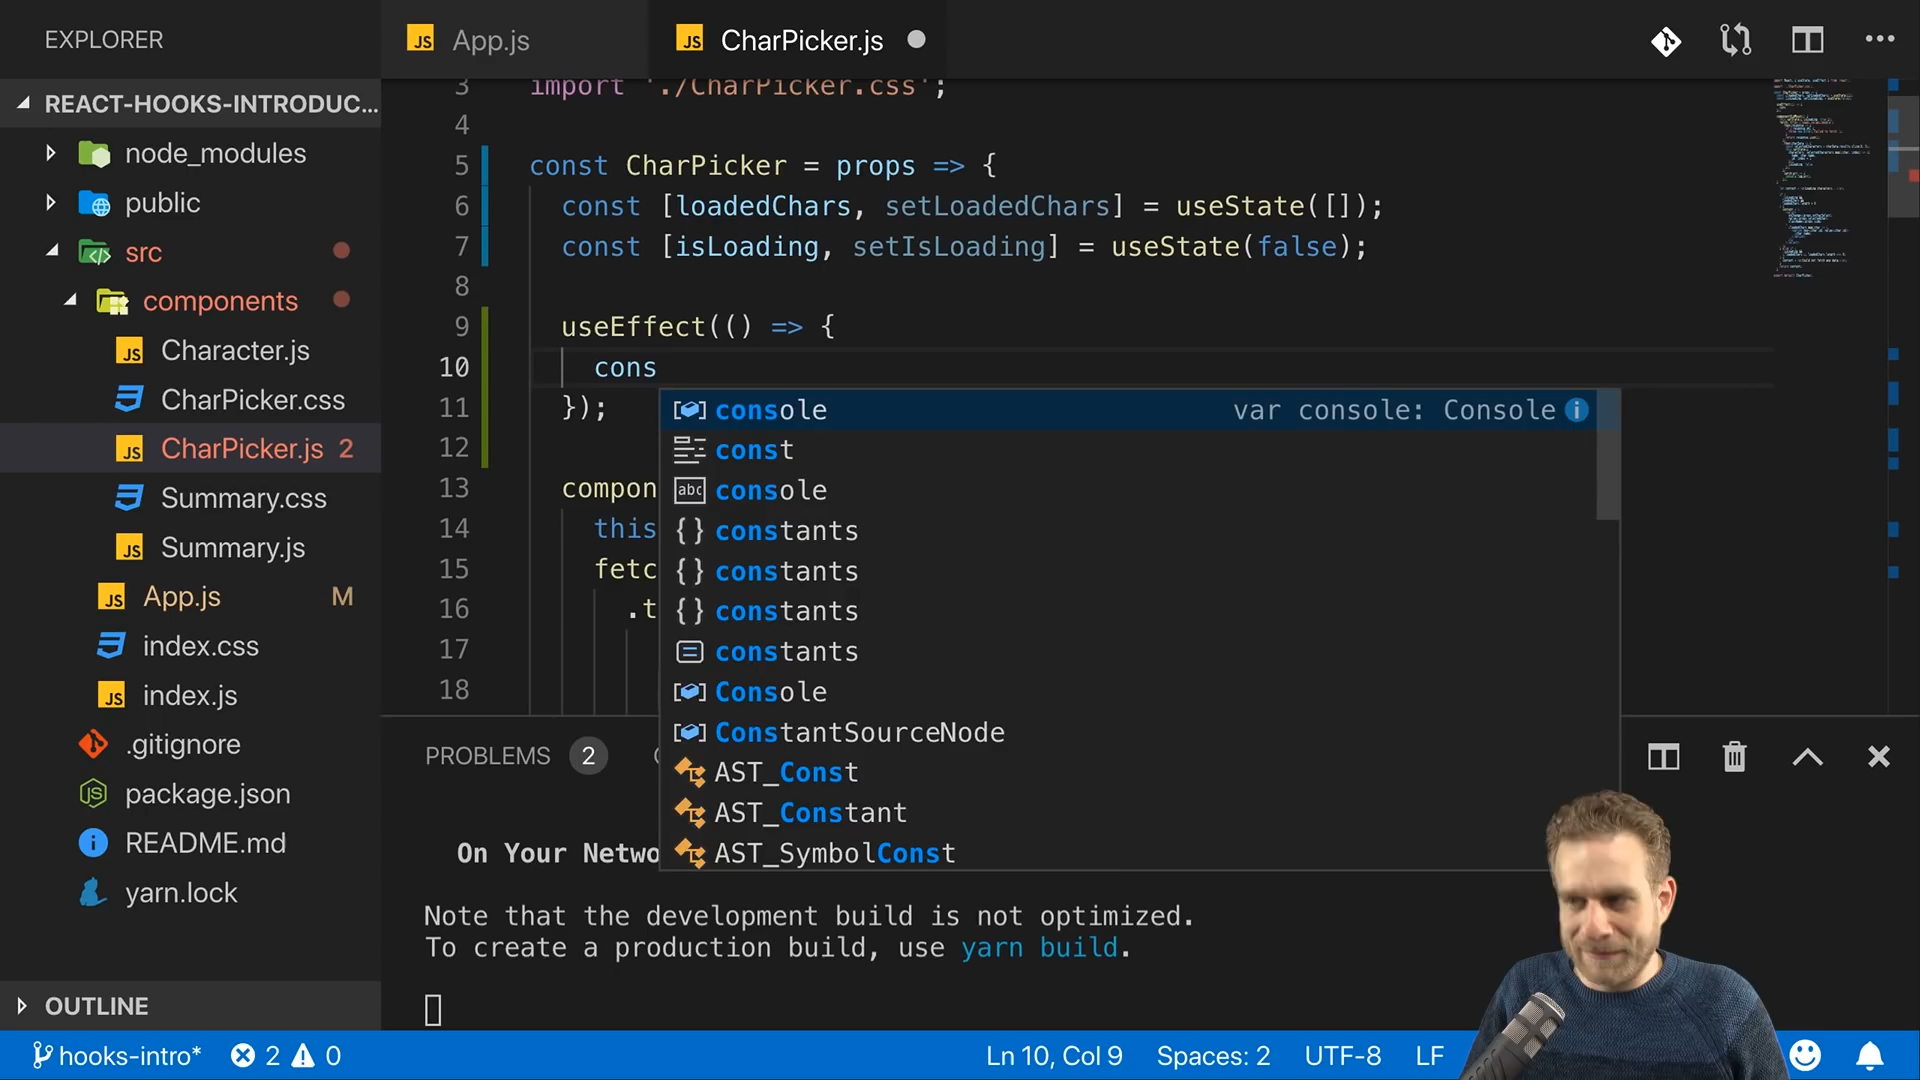 EXPLORER
App.js
CharPicker.js
REACT-HOOKS-INTRODUC...
node_modules
public
src
components
Character.js
CharPicker.css
CharPicker.js 2
Summary.css
Summary.js
App.js M
index.css
index.js
.gitignore
package.json
README.md
yarn.lock
OUTLINE
3 import './CharPicker.css';
4
5 const CharPicker = props => {
6 const [loadedChars, setLoadedChars] = useState([]);
7 const [isLoading, setIsLoading] = useState(false);
8
9 useEffect(() => {
10 cons
11 });
12
13 compon
14 this
15 fetc
16 .t
17
18
console var console: Console
const
abc console
{} constants
{} constants
{} constants
constants
Console
ConstantSourceNode
AST_Const
AST_Constant
AST_SymbolConst
PROBLEMS 2
On Your Netwo
Note that the development build is not optimized.
To create a production build, use yarn build.
hooks-intro* 2 0 Ln 10, Col 9 Spaces: 2 UTF-8 LF